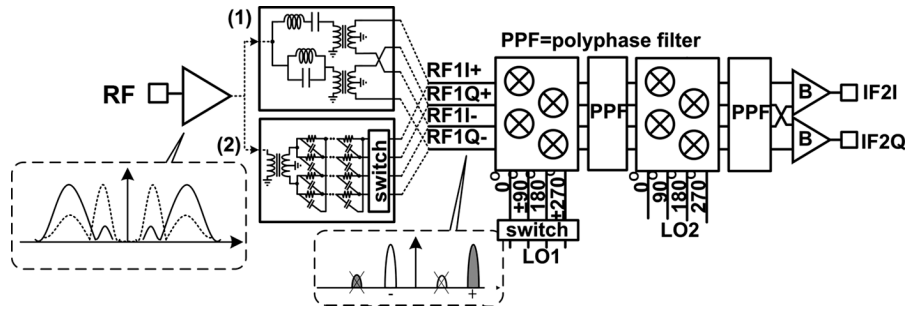 (1)
PPF=polyphase filter
RF
RF1I+
RF1Q+
RF1I-
RF1Q-
PPF
PPF
B
IF2I
B
IF2Q
(2)
switch
0
+90
180
+270
0
90
180
270
switch
LO1
LO2
-
+